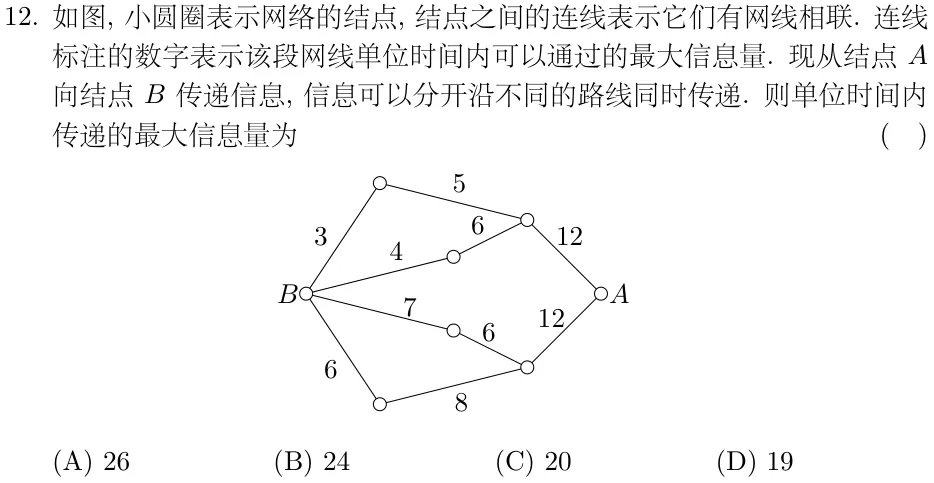 12. 如图, 小圆圈表示网络的结点, 结点之间的连线表示它们有网线相联. 连线
标注的数字表示该段网线单位时间内可以通过的最大信息量. 现从结点 A
向结点 B 传递信息, 信息可以分开沿不同的路线同时传递. 则单位时间内
传递的最大信息量为 ( )
5
6
12
3
4
B
A
7
12
6
6
8
(A) 26 (B) 24 (C) 20 (D) 19